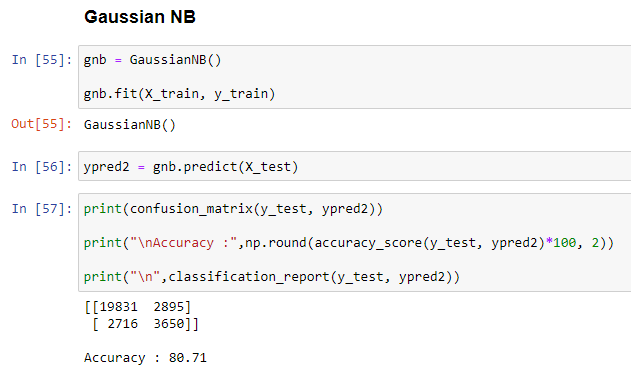 Gaussian NB
In [55]: gnb = GaussianNB()
gnb.fit(X_train, y_train)
Out[55]: GaussianNB()
In [56]: ypred2 = gnb.predict(X_test)
In [57]: print(confusion_matrix(y_test, ypred2))
print("\nAccuracy :",np.round(accuracy_score(y_test, ypred2)*100, 2))
print("\n",classification_report(y_test, ypred2))
[[19831 2895]
[ 2716 3650]]
Accuracy : 80.71